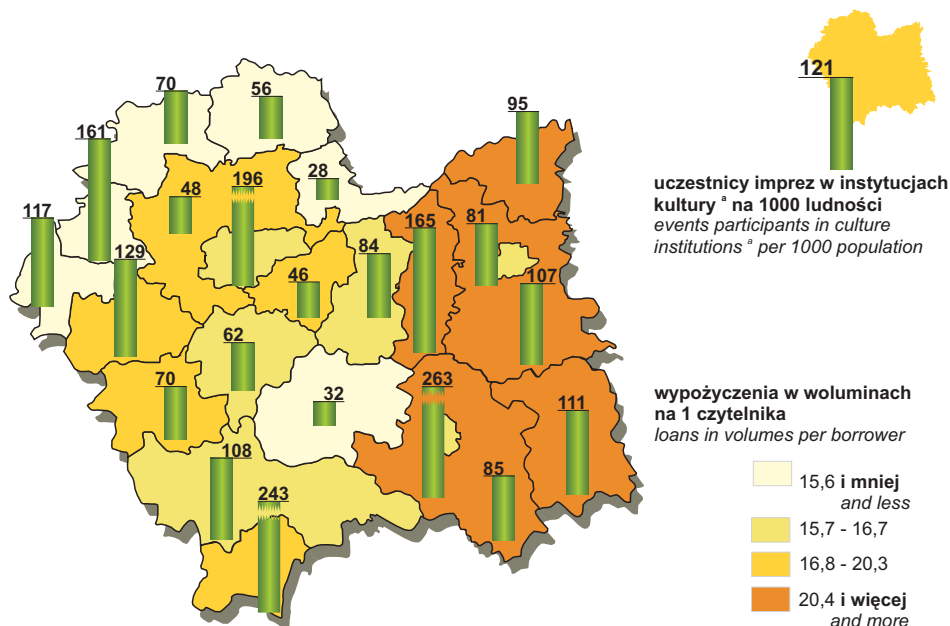 70
56
95
121
161
28
48
196
117
165
81
129
84
107
46
62
263
70
32
111
108
85
243
uczestnicy imprez w instytucjach
kultury ᵃ na 1000 ludności
events participants in culture
institutions ᵃ per 1000 population
wypożyczenia w woluminach
na 1 czytelnika
loans in volumes per borrower
15,6 i mniej
and less
15,7 - 16,7
16,8 - 20,3
20,4 i więcej
and more